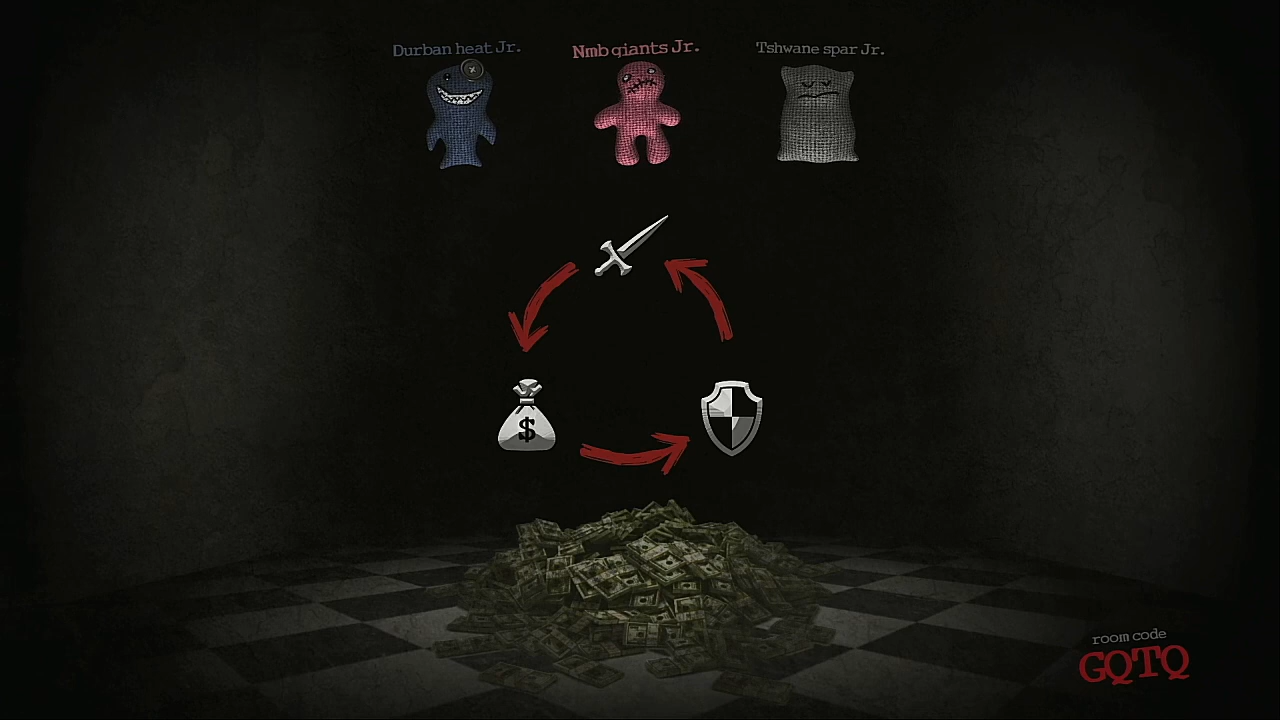 Durban heat Jr.
Nmb giants Jr.
Tshwane spar Jr.
$
room code
GQTQ